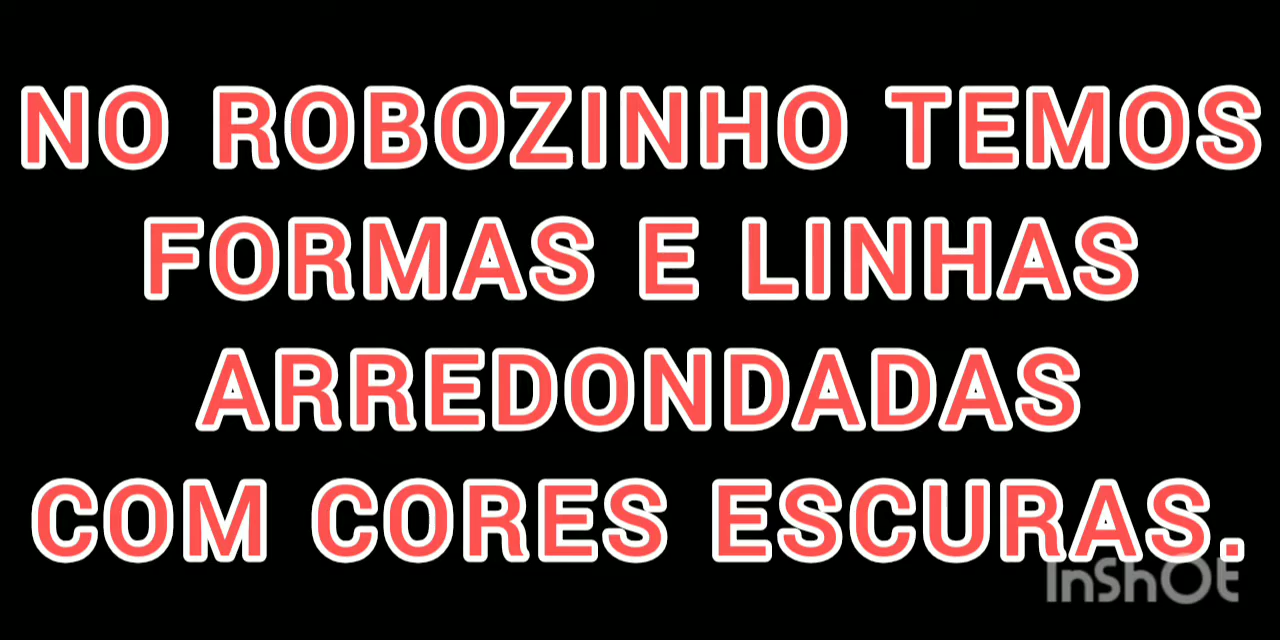 NO ROBOZINHO TEMOS
FORMAS E LINHAS
ARREDONDADAS
COM CORES ESCURAS.
InShOt